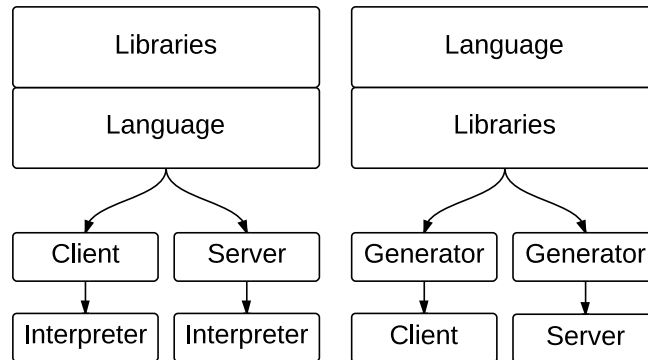 Libraries
Language
Language
Libraries
Client
Server
Generator
Generator
Interpreter
Interpreter
Client
Server